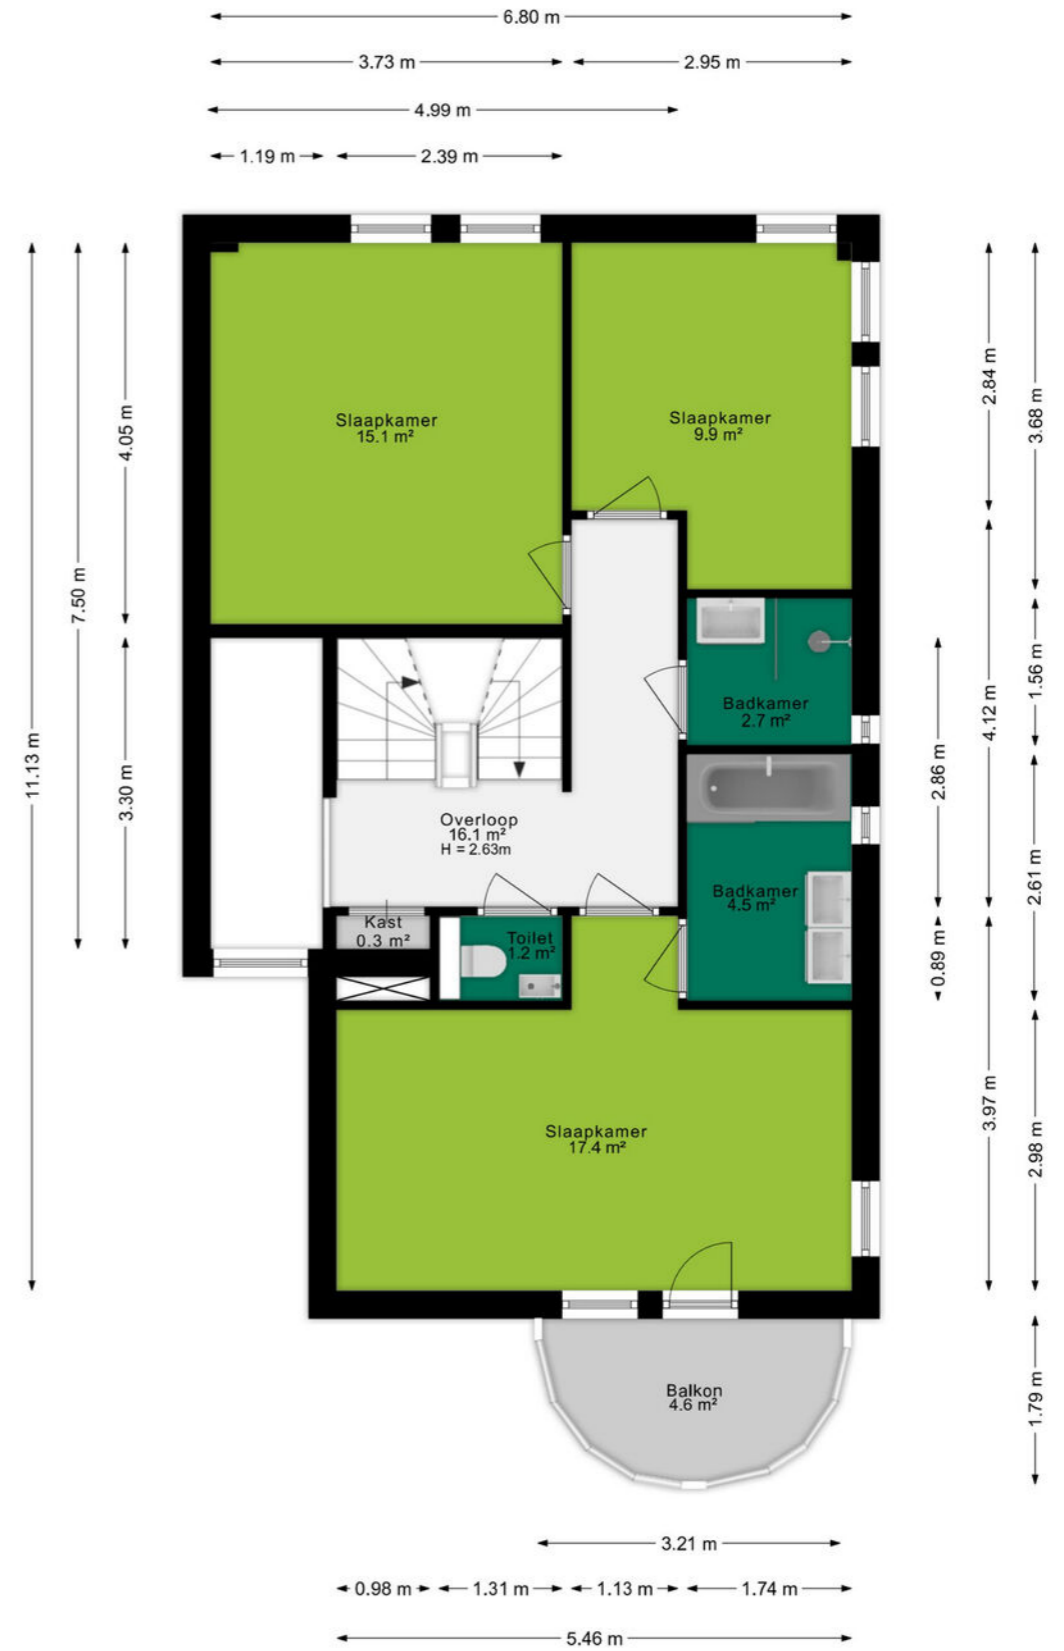 6.80 m
3.73 m
2.95 m
4.99 m
1.19 m
2.39 m
11.13 m
7.50 m
4.05 m
3.30 m
2.84 m
3.68 m
4.12 m
1.56 m
2.86 m
2.61 m
0.89 m
3.97 m
2.98 m
1.79 m
Slaapkamer
15.1 m²
Slaapkamer
9.9 m²
Badkamer
2.7 m²
Overloop
16.1 m²
H = 2.63m
Badkamer
4.5 m²
Kast
0.3 m²
Toilet
1.2 m²
Slaapkamer
17.4 m²
Balkon
4.6 m²
3.21 m
0.98 m
1.31 m
1.13 m
1.74 m
5.46 m